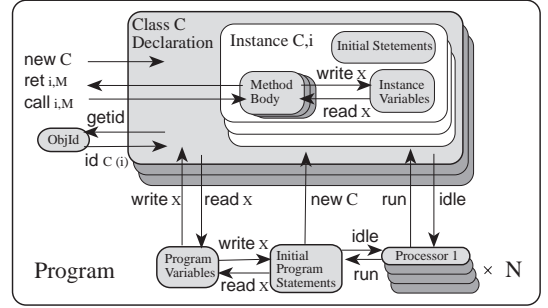 Class C
Declaration
Instance C,i
Initial Stetements
new C
ret i,M
call i,M
getid
ObjId
id C (i)
Method
Body
write x
read x
Instance
Variables
write x
read x
new C
run
idle
Program
Program
Variables
write x
read x
Initial
Program
Statements
idle
run
Processor 1
× N